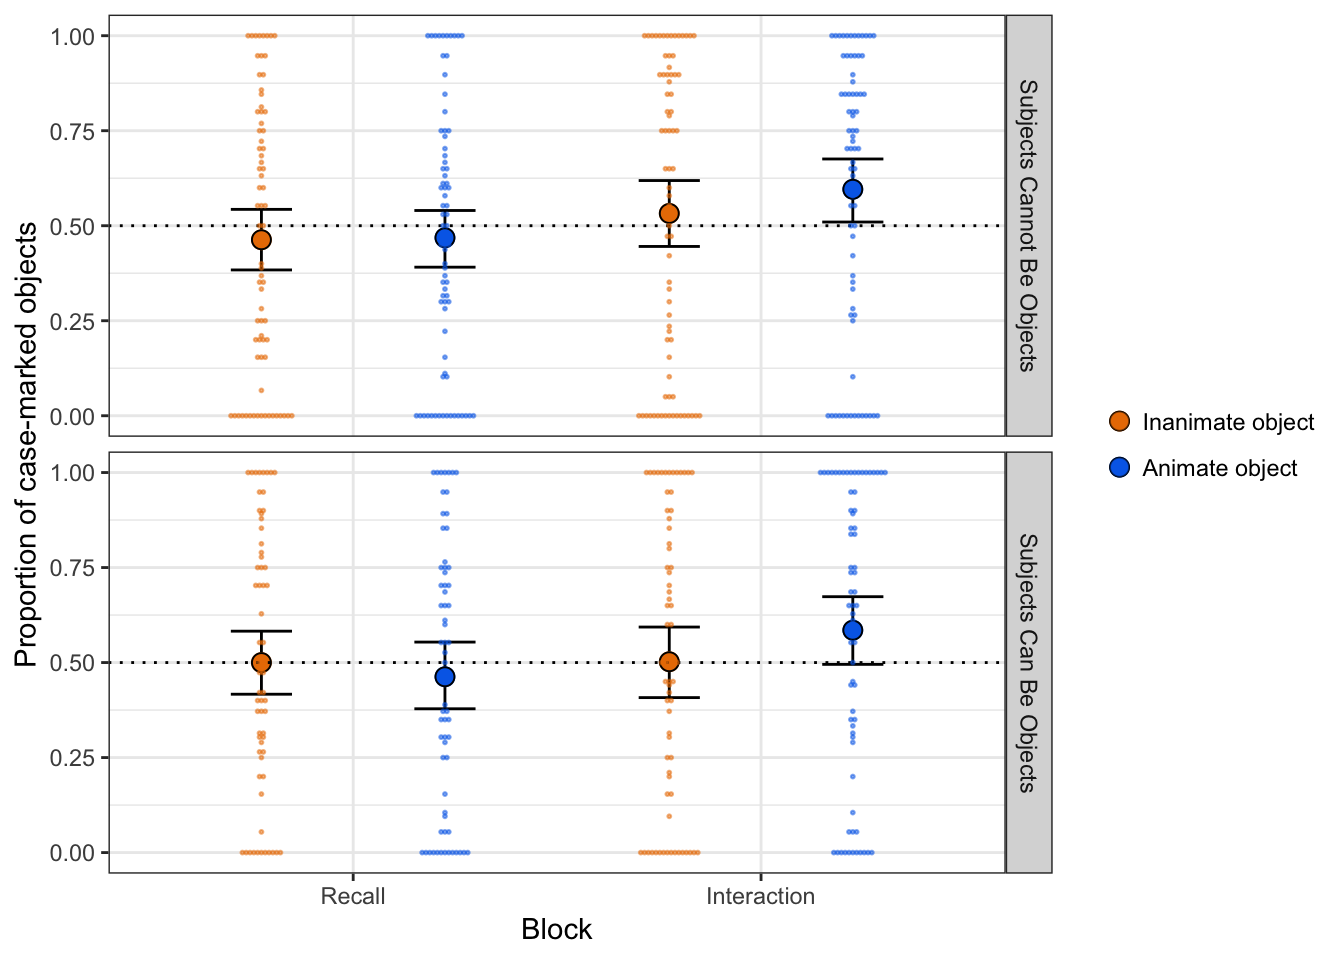 Proportion of case-marked objects
1.00
0.75
0.50
0.25
0.00
Subjects Cannot Be Objects
1.00
0.75
0.50
0.25
0.00
Subjects Can Be Objects
Recall
Interaction
Block
Inanimate object
Animate object